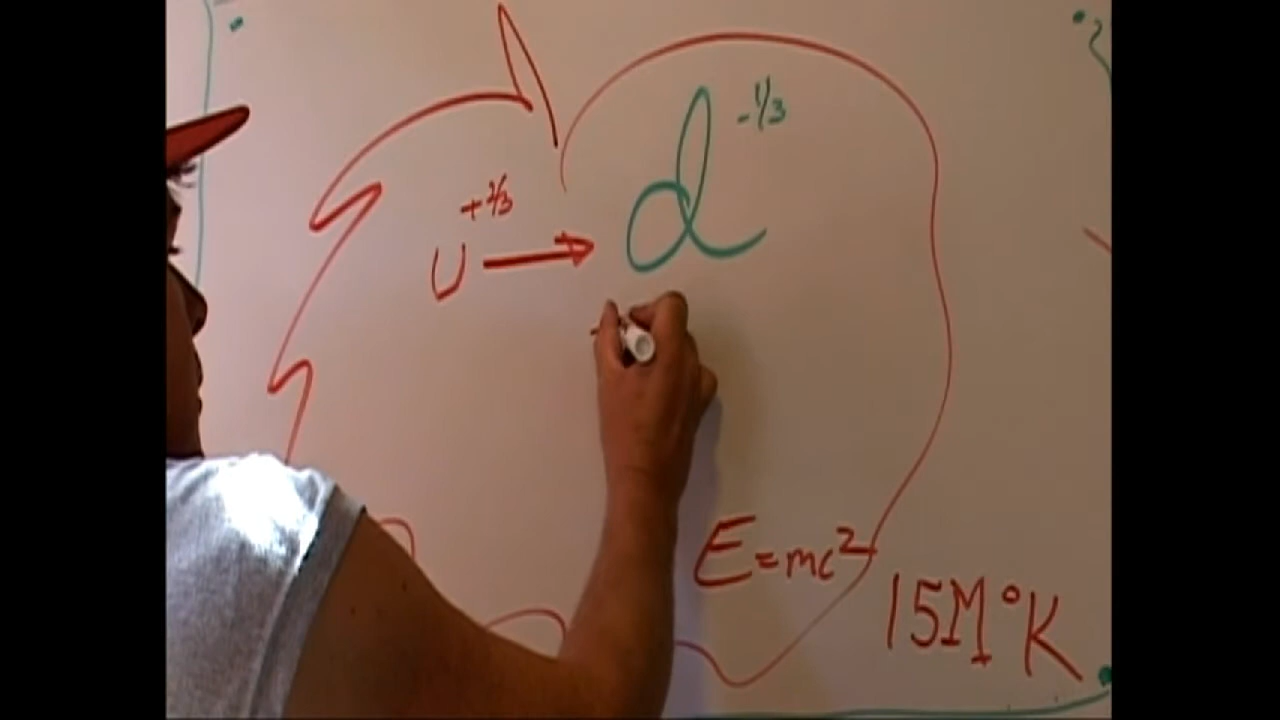 u⁺²/³ → d⁻¹/³
E=mc²
15M°K